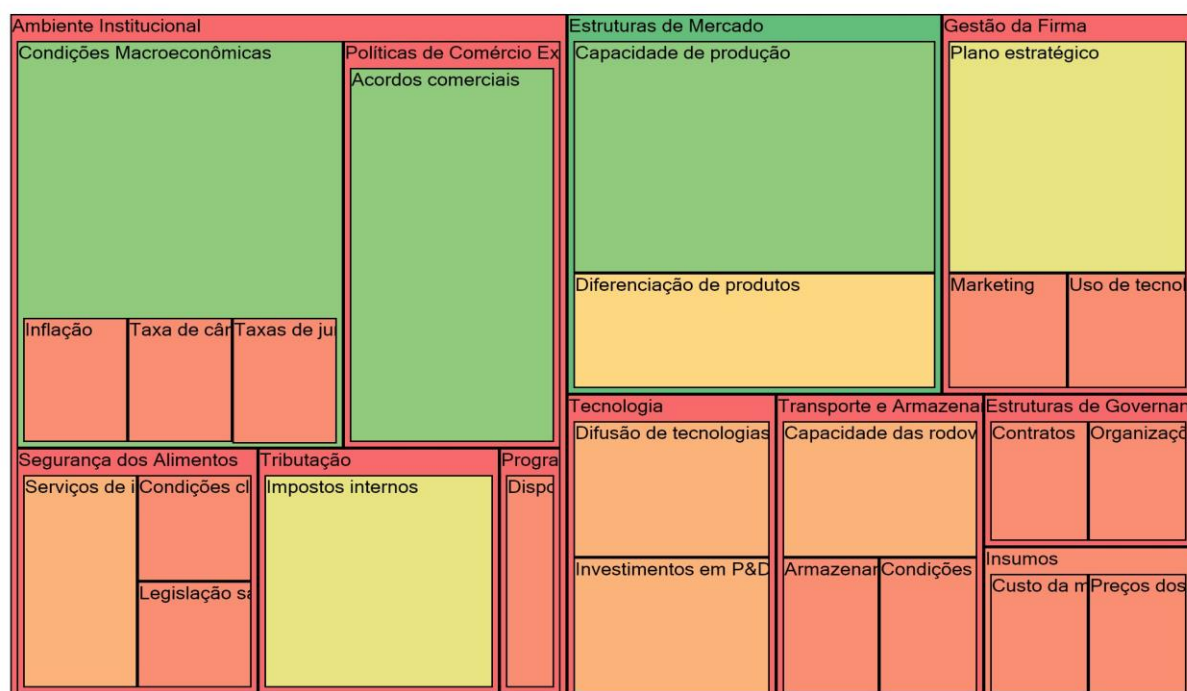 Ambiente Institucional
Condições Macroeconômicas
Inflação
Taxa de câr
Taxas de ju
Políticas de Comércio Ex
Acordos comerciais
Segurança dos Alimentos
Serviços de i
Condições cl
Legislação sa
Tributação
Impostos internos
Progra
Dispo
Estruturas de Mercado
Capacidade de produção
Diferenciação de produtos
Gestão da Firma
Plano estratégico
Marketing
Uso de tecnol
Tecnologia
Difusão de tecnologias
Investimentos em P&D
Transporte e Armazena
Capacidade das rodov
Armazenar
Condições
Estruturas de Governan
Contratos
Organizaçõ
Insumos
Custo da m
Preços dos